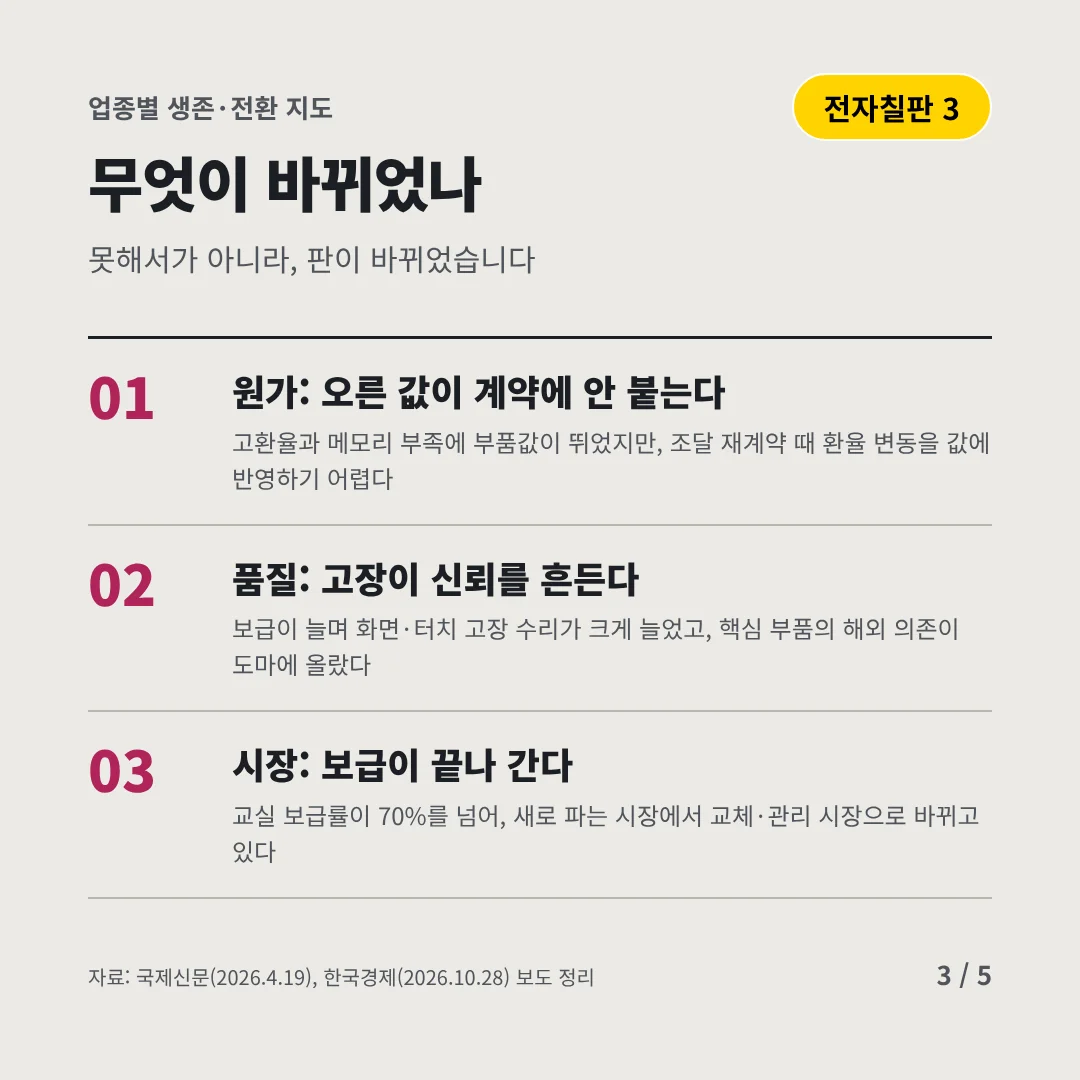 업종별 생존·전환 지도
전자칠판 3
무엇이 바뀌었나
못해서가 아니라, 판이 바뀌었습니다
01
원가: 오른 값이 계약에 안 붙는다
고환율과 메모리 부족에 부품값이 뛰었지만, 조달 재계약 때 환율 변동을 값에
반영하기 어렵다
02
품질: 고장이 신뢰를 흔든다
보급이 늘며 화면·터치 고장 수리가 크게 늘었고, 핵심 부품의 해외 의존이
도마에 올랐다
03
시장: 보급이 끝나 간다
교실 보급률이 70%를 넘어, 새로 파는 시장에서 교체·관리 시장으로 바뀌고
있다
자료: 국제신문(2026.4.19), 한국경제(2026.10.28) 보도 정리
3 / 5